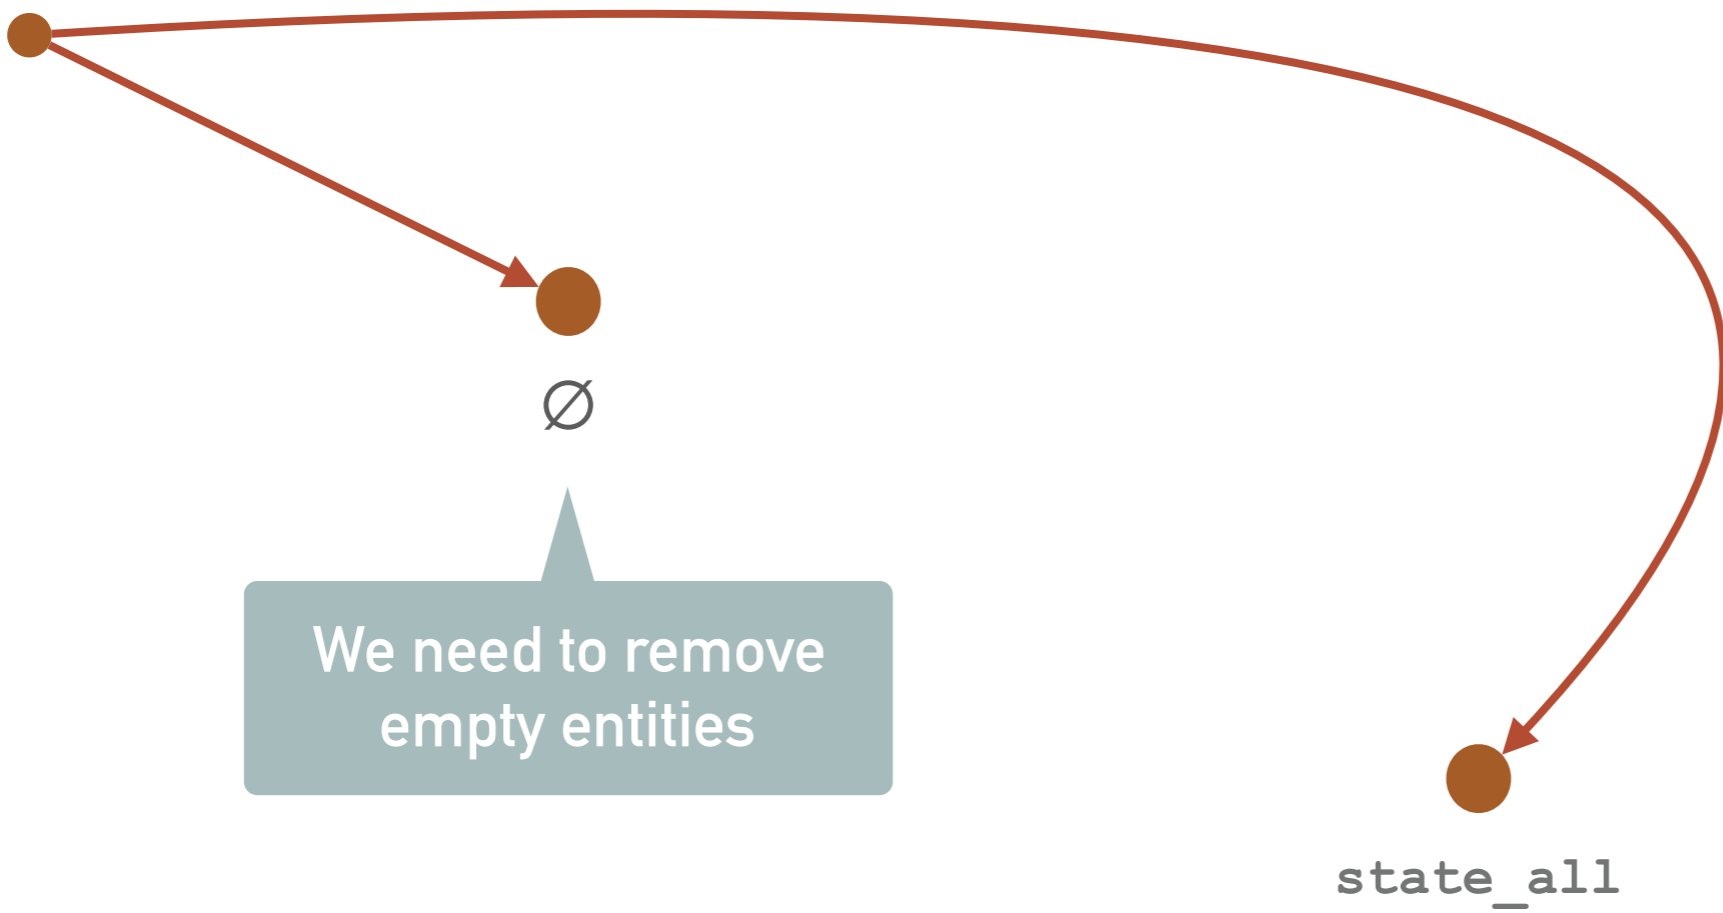 ∅
We need to remove
empty entities
state_all